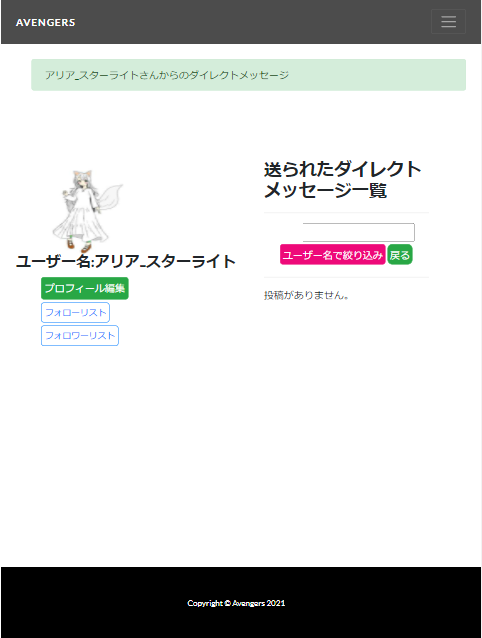 AVENGERS
アリア_スターライトさんからのダイレクトメッセージ
ユーザー名:アリア_スターライト
プロフィール編集
フォローリスト
フォロワーリスト
送られたダイレクト
メッセージ一覧
ユーザー名で絞り込み 戻る
投稿がありません。
Copyright © Avengers 2021